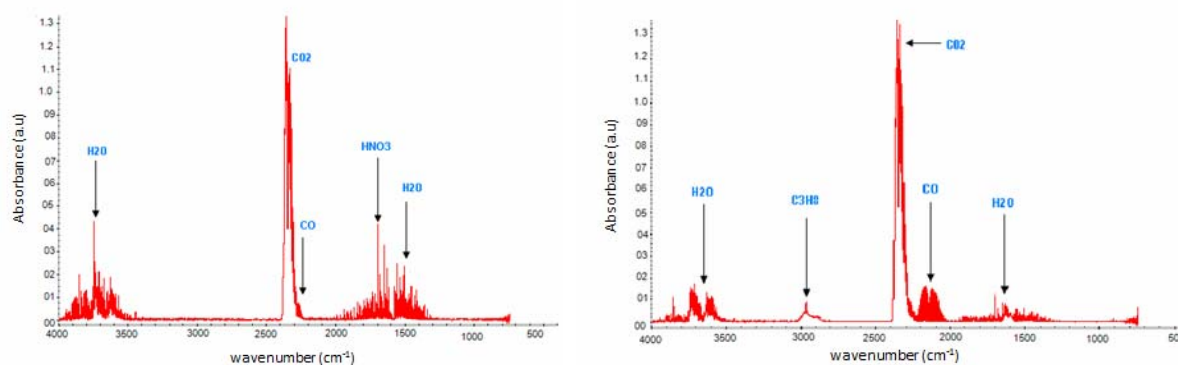 Absorbance (a.u)
1.3
1.2
1.1
1.0
09
08
07
06
05
04
03
02
01
00
CO2
H2O
HNO3
H2O
CO
4000
3000
2000
1000
500
wavenumber (cm⁻¹)
Absorbance (a.u)
1.3
1.2
1.1
1.0
09
08
07
06
05
04
03
02
01
00
CO2
H2O
C3H8
CO
H2O
4000
3500
3000
2500
2000
1500
1000
500
wavenumber (cm⁻¹)